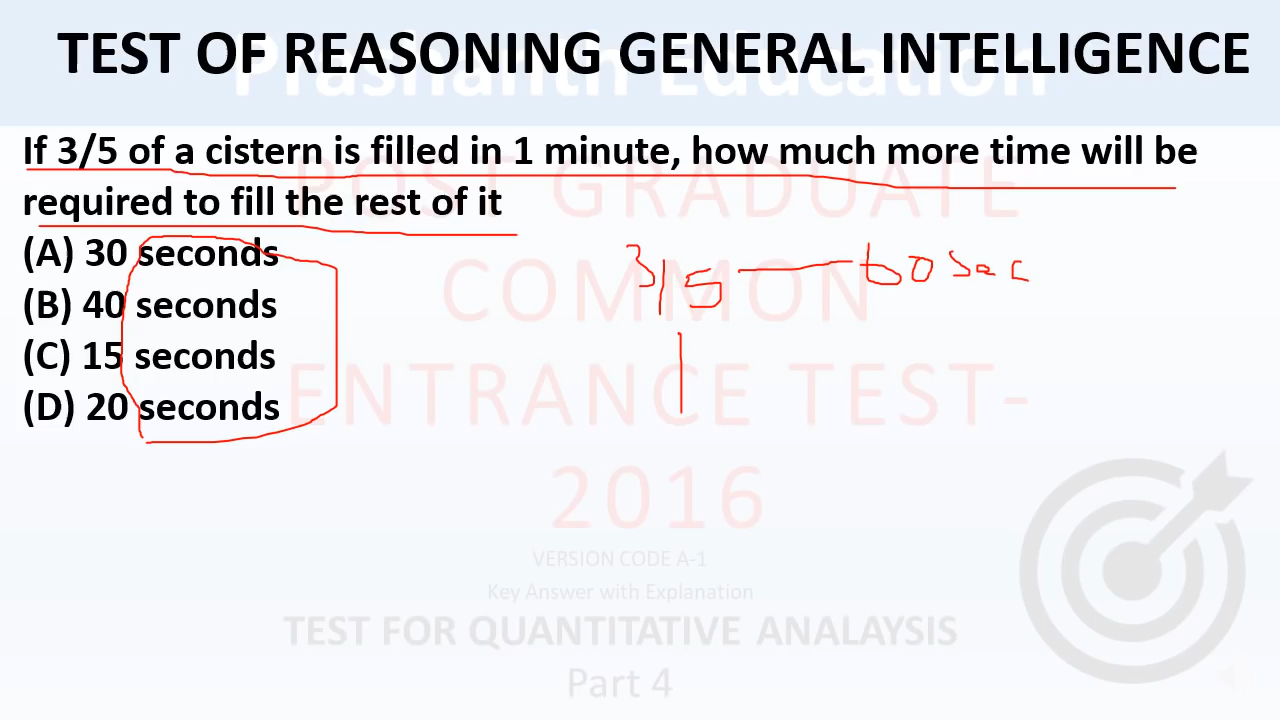 Prashanth Education
TEST OF REASONING GENERAL INTELLIGENCE
If 3/5 of a cistern is filled in 1 minute, how much more time will be
required to fill the rest of it
(A) 30 seconds
(B) 40 seconds
(C) 15 seconds
(D) 20 seconds
3/5 — 60 sec
1
POST GRADUATE
COMMON
ENTRANCE TEST-
2016
VERSION CODE A-1
Key Answer with Explanation
TEST FOR QUANTITATIVE ANALAYSIS
Part 4